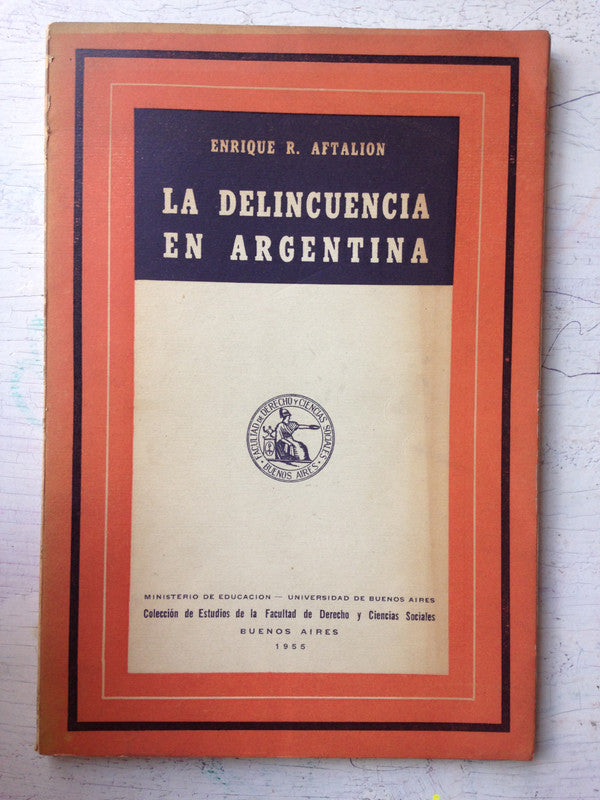 ENRIQUE R. AFTALION
LA DELINCUENCIA
EN ARGENTINA
FACULTAD DE DERECHO Y CIENCIAS SOCIALES
BUENOS AIRES
MINISTERIO DE EDUCACION — UNIVERSIDAD DE BUENOS AIRES
Colección de Estudios de la Facultad de Derecho y Ciencias Sociales
BUENOS AIRES
1955